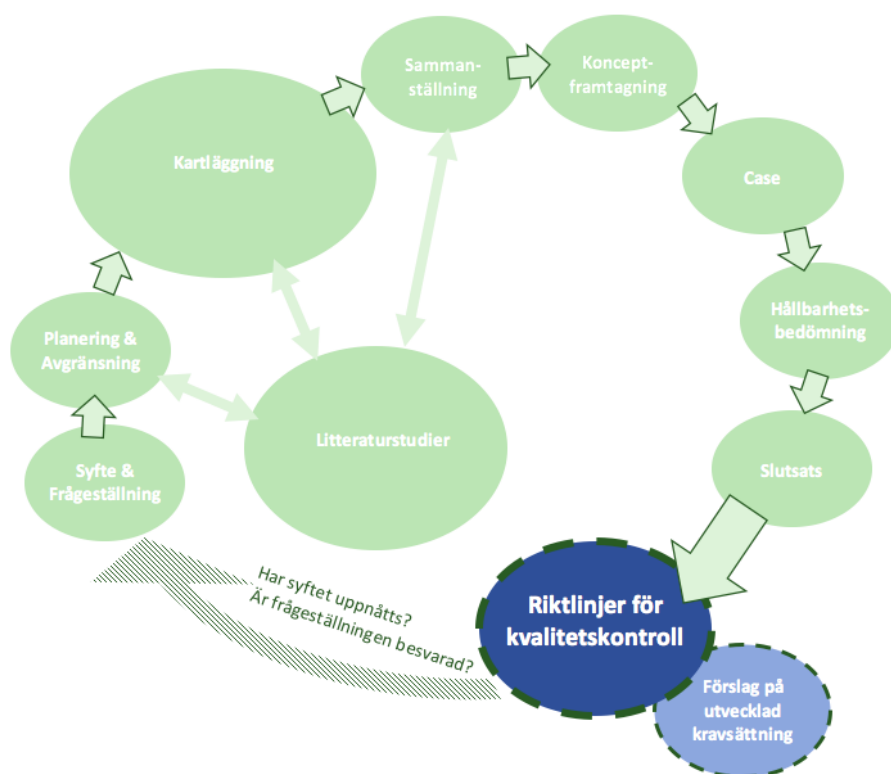 Syfte &
Frågeställning
Planering &
Avgränsning
Kartläggning
Litteraturstudier
Samman-
ställning
Koncept-
framtagning
Case
Hållbarhets-
bedömning
Slutsats
Riktlinjer för
kvalitetskontroll
Förslag på
utvecklad
kravsättning
Har syftet uppnåtts?
Är frågeställningen besvarad?